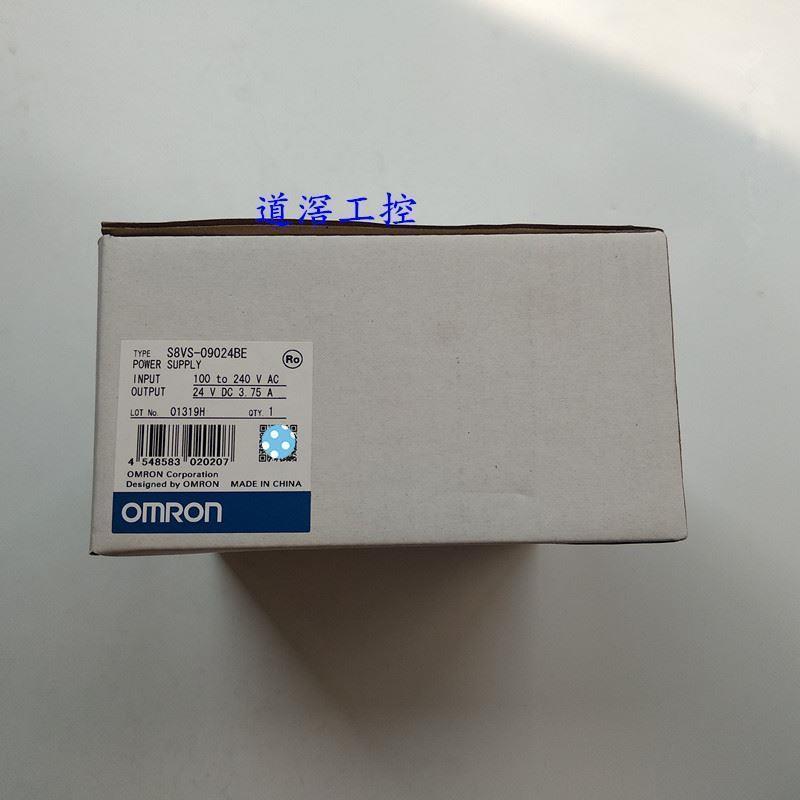 道滘工控
TYPE S8VS-09024BE
POWER SUPPLY
Ro
INPUT 100 to 240 V AC
OUTPUT 24 V DC 3.75 A
LOT No. 01319H QTY. 1
4 548583 020207
OMRON Corporation
Designed by OMRON MADE IN CHINA
OMRON